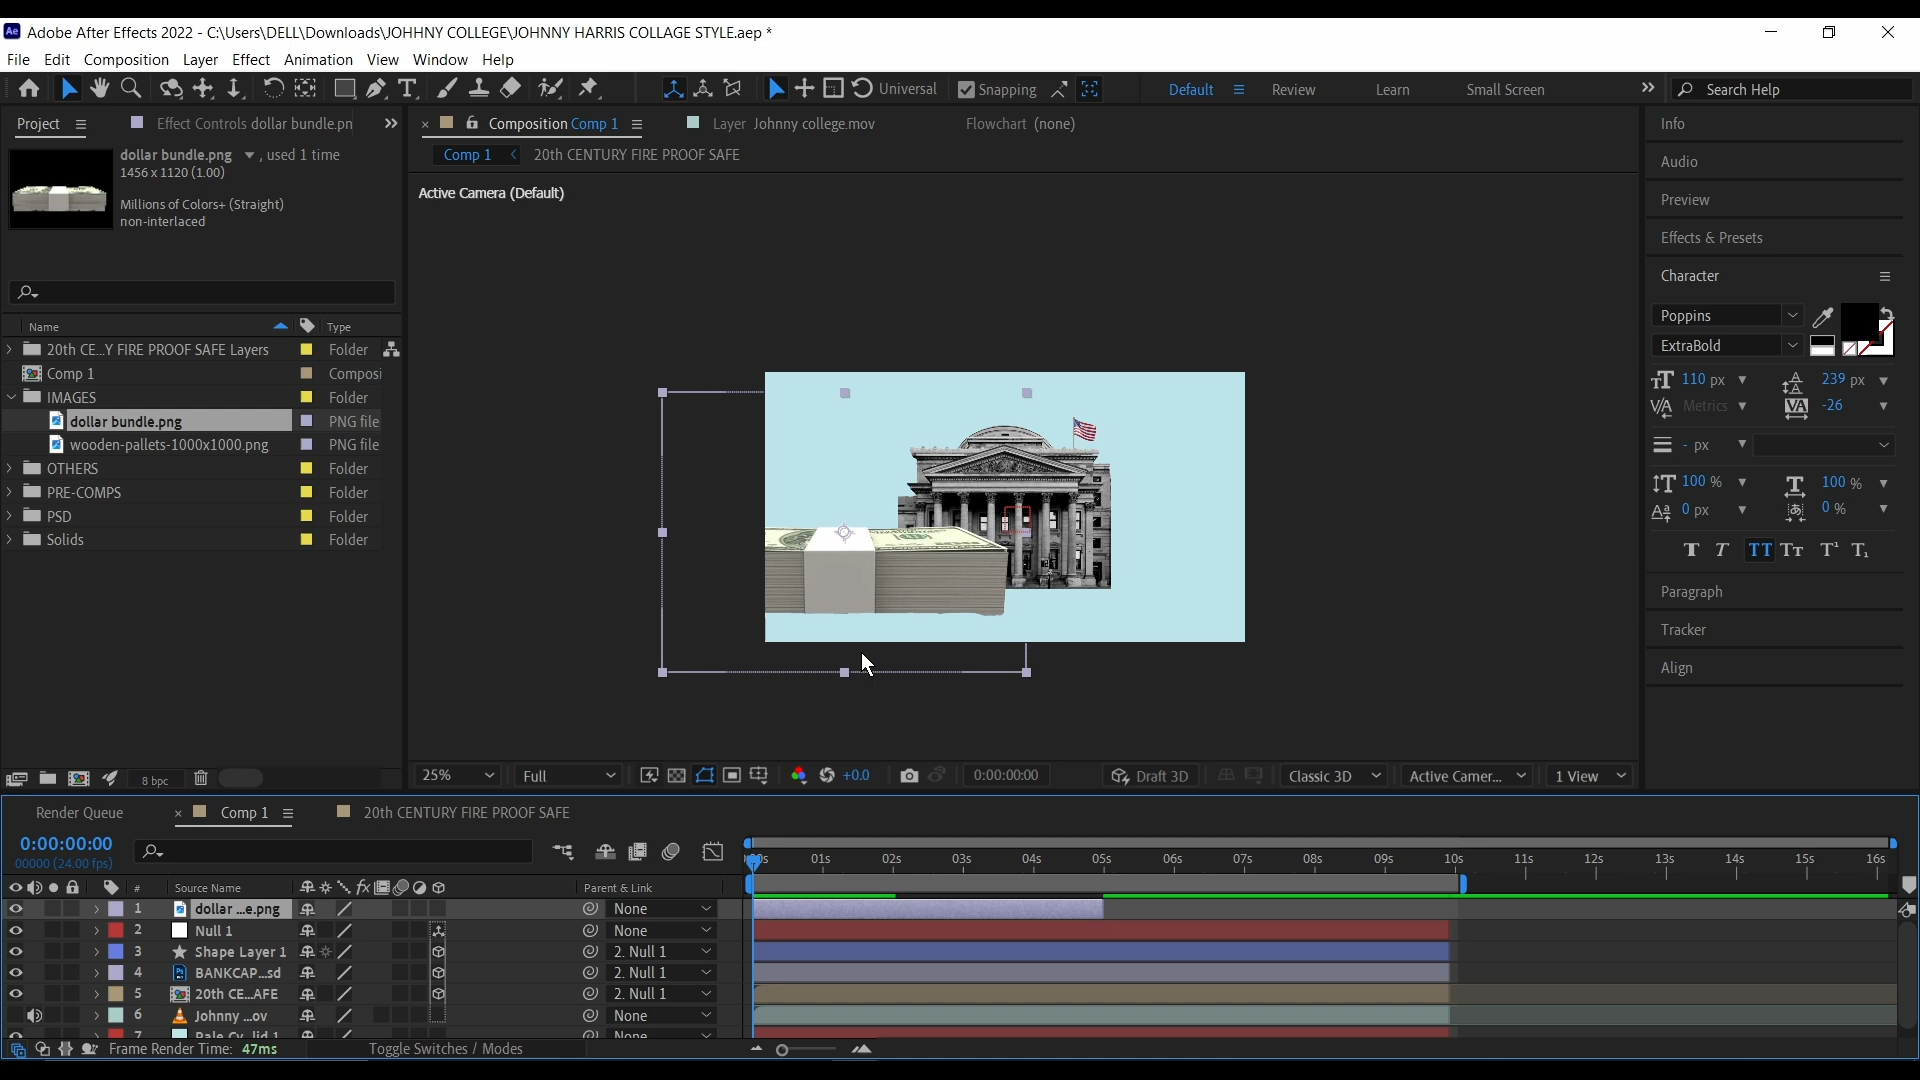 Adobe After Effects 2022 - C:\Users\DELL\Downloads\JOHHNY COLLEGE\JOHNNY HARRIS COLLAGE STYLE.aep *
File Edit Composition Layer Effect Animation View Window Help
Universal Snapping Default Review Learn Small Screen Search Help
Project Effect Controls dollar bundle.pn Composition Comp 1 Layer Johnny college.mov Flowchart (none) Info
dollar bundle.png , used 1 time
1456 x 1120 (1.00)
Millions of Colors+ (Straight)
non-interlaced
Comp 1 20th CENTURY FIRE PROOF SAFE
Active Camera (Default)
Audio
Preview
Effects & Presets
Character
Poppins
ExtraBold
110 px 239 px
Metrics -26
- px
100 % 100 %
0 px 0 %
T T TT Tт T¹ T₁
Paragraph
Tracker
Align
Name Type
20th CE...Y FIRE PROOF SAFE Layers Folder
Comp 1 Composi
IMAGES Folder
dollar bundle.png PNG file
wooden-pallets-1000x1000.png PNG file
OTHERS Folder
PRE-COMPS Folder
PSD Folder
Solids Folder
8 bpc
25% Full +0.0 0:00:00:00 Draft 3D Classic 3D Active Camer... 1 View
Render Queue Comp 1 20th CENTURY FIRE PROOF SAFE
0:00:00:00
00000 (24.00 fps)
01s 02s 03s 04s 05s 06s 07s 08s 09s 10s 11s 12s 13s 14s 15s 16s
# Source Name fx Parent & Link
1 dollar ...e.png None
2 Null 1 None
3 Shape Layer 1 2. Null 1
4 BANKCAP...sd 2. Null 1
5 20th CE...AFE 2. Null 1
6 Johnny ...ov None
7 None
Frame Render Time: 47ms Toggle Switches / Modes